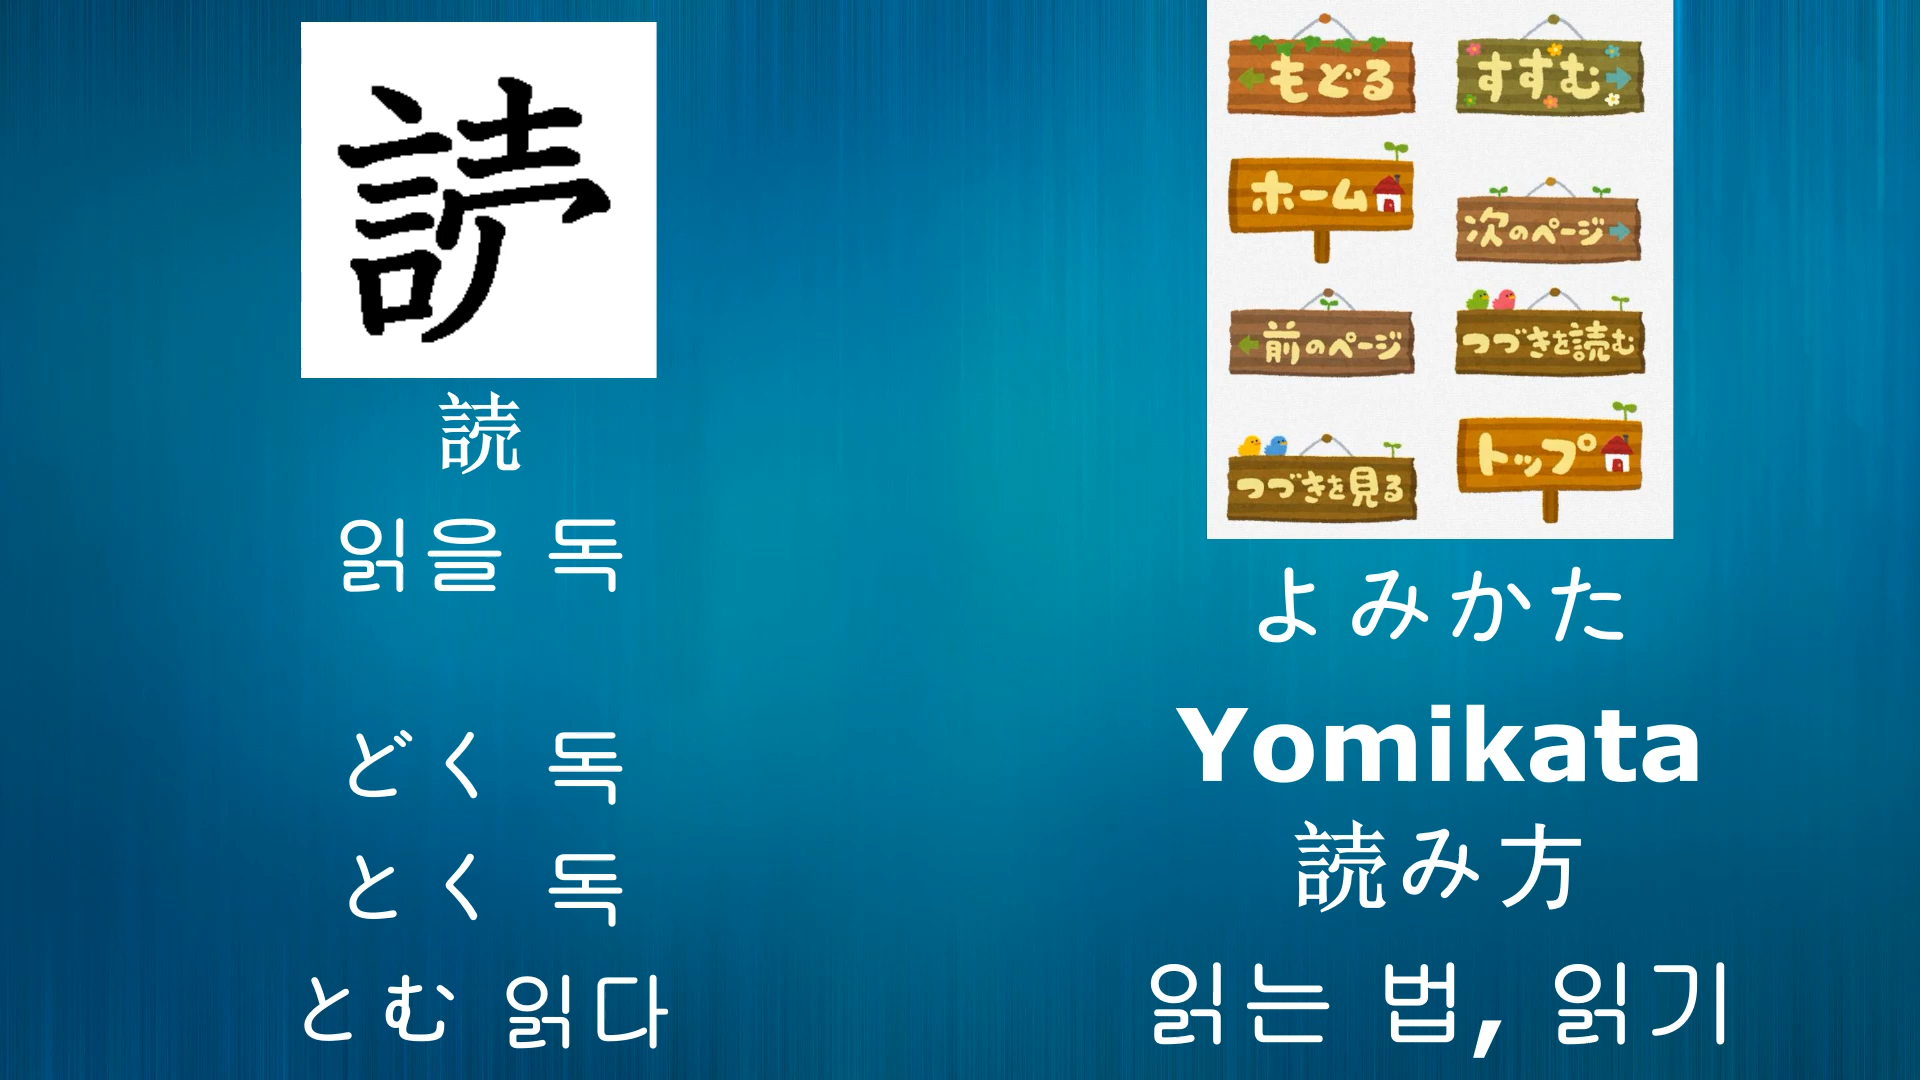 読
読
읽을 독
どく 독
とく 독
とむ 읽다
もどる
すすむ
ホーム
次のページ
前のページ
つづきを読む
つづきを見る
トップ
よみかた
Yomikata
読み方
읽는 법, 읽기